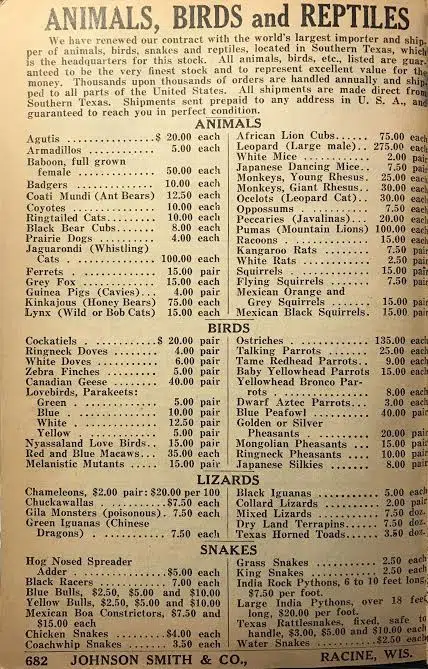 ANIMALS, BIRDS and REPTILES
We have renewed our contract with the world's largest importer and ship-
per of animals, birds, snakes and reptiles, located in Southern Texas, which
is the headquarters for this stock. All animals, birds, etc., listed are guar-
anteed to be the very finest stock and to represent excellent value for the
money. Thousands upon thousands of orders are handled annually and ship-
ped to all parts of the United States. All shipments are made direct from
Southern Texas. Shipments sent prepaid to any address in U. S. A., and
guaranteed to reach you in perfect condition.
ANIMALS
Agutis ............... $ 20.00 each
Armadillos ........... 5.00 each
Baboon, full grown
female ............. 50.00 each
Badgers .............. 10.00 each
Coati Mundi (Ant Bears) 12.50 each
Coyotes .............. 10.00 each
Ringtailed Cats....... 10.00 each
Black Bear Cubs....... 8.00 each
Prairie Dogs ......... 4.00 each
Jaguarondi (Whistling)
Cats ............... 100.00 each
Ferrets .............. 15.00 pair
Grey Fox ............. 15.00 pair
Guinea Pigs (Cavies)... 4.00 pair
Kinkajous (Honey Bears) 75.00 each
Lynx (Wild or Bob Cats) 15.00 pair
African Lion Cubs..... 75.00 each
Leopard (Large male).. 275.00 each
White Mice ........... 2.00 pair
Japanese Dancing Mice.. 7.50 pair
Monkeys, Young Rhesus.. 25.00 each
Monkeys, Giant Rhesus.. 30.00 each
Ocelots (Leopard Cat).. 30.00 each
Oppossums ............ 7.50 each
Peccaries (Javalinas)... 20.00 each
Pumas (Mountain Lions) 100.00 each
Racoons .............. 15.00 each
Kangaroo Rats ........ 7.50 pair
White Rats ........... 2.50 pair
Squirrels ............ 15.00 pair
Flying Squirrels ..... 7.50 pair
Mexican Orange and
Grey Squirrels ..... 15.00 pair
Mexican Black Squirrels. 15.00 pair
BIRDS
Cockatiels ........... $ 20.00 pair
Ringneck Doves ....... 4.00 pair
White Doves .......... 6.00 pair
Zebra Finches ........ 5.00 pair
Canadian Geese ....... 40.00 pair
Lovebirds, Parakeets:
Green .............. 5.00 pair
Blue ............... 10.00 pair
White .............. 12.50 pair
Yellow ............. 5.00 pair
Nyassaland Love Birds.. 15.00 pair
Red and Blue Macaws... 35.00 each
Melanistic Mutants .... 15.00 pair
Ostriches ............ 135.00 each
Talking Parrots ...... 25.00 each
Tame Redhead Parrots.. 9.00 each
Baby Yellowhead Parrots 15.00 each
Yellowhead Bronco Par-
rots ............... 8.00 each
Dwarf Aztec Parrots... 3.00 each
Blue Peafowl ......... 40.00 pair
Golden or Silver
Pheasants .......... 20.00 pair
Mongolian Pheasants ... 15.00 pair
Ringneck Pheasants .... 10.00 pair
Japanese Silkies ...... 8.00 pair
LIZARDS
Chameleons, $2.00 pair: $20.00 per 100
Chuckawallas .........$7.50 each
Gila Monsters (poisonous). 7.50 each
Green Iguanas (Chinese
Dragons) ........... 7.50 each
Black Iguanas ........ 5.00 each
Collard Lizards ...... 2.00 pair
Mixed Lizards ........ 7.50 doz.
Dry Land Terrapins.... 7.50 doz.
Texas Horned Toads.... 3.50 doz.
SNAKES
Hog Nosed Spreader
Adder ..............$5.00 each
Black Racers ......... 7.00 each
Blue Bulls, $2.50, $5.00 and $10.00
Yellow Bulls, $2.50, $5.00 and $10.00
Mexican Boa Constrictors, $7.50 and
$15.00 each
Chicken Snakes .......$4.00 each
Coachwhip Snakes ..... 3.50 each
Grass Snakes ......... 2.50 each
King Snakes .......... 2.50 each
India Rock Pythons, 6 to 10 feet long,
$7.50 per foot.
Large India Pythons, over 18 feet
long, $20.00 per foot.
Texas Rattlesnakes, fixed, safe to
handle, $3.00, $5.00 and $10.00 each
Water Snakes .........$2.50 each
682 JOHNSON SMITH & CO., RACINE, WIS.